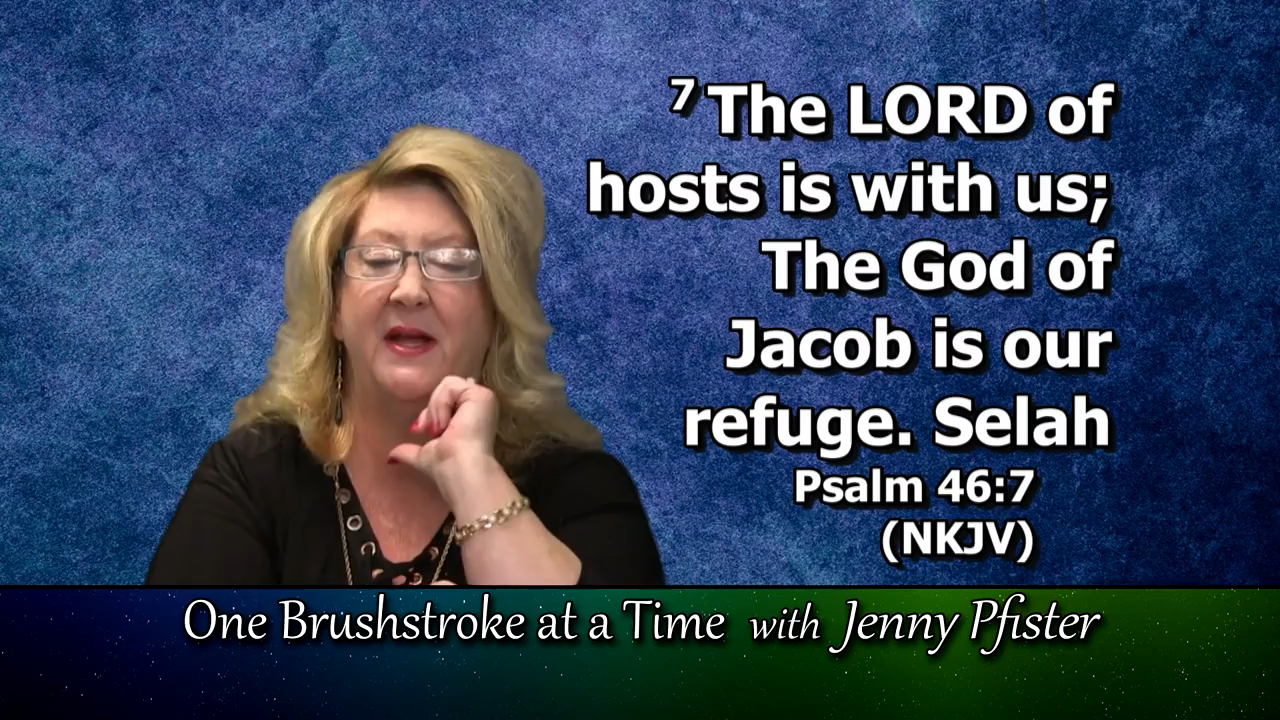 7 The LORD of
hosts is with us;
The God of
Jacob is our
refuge. Selah
Psalm 46:7
(NKJV)
One Brushstroke at a Time with Jenny Pfister